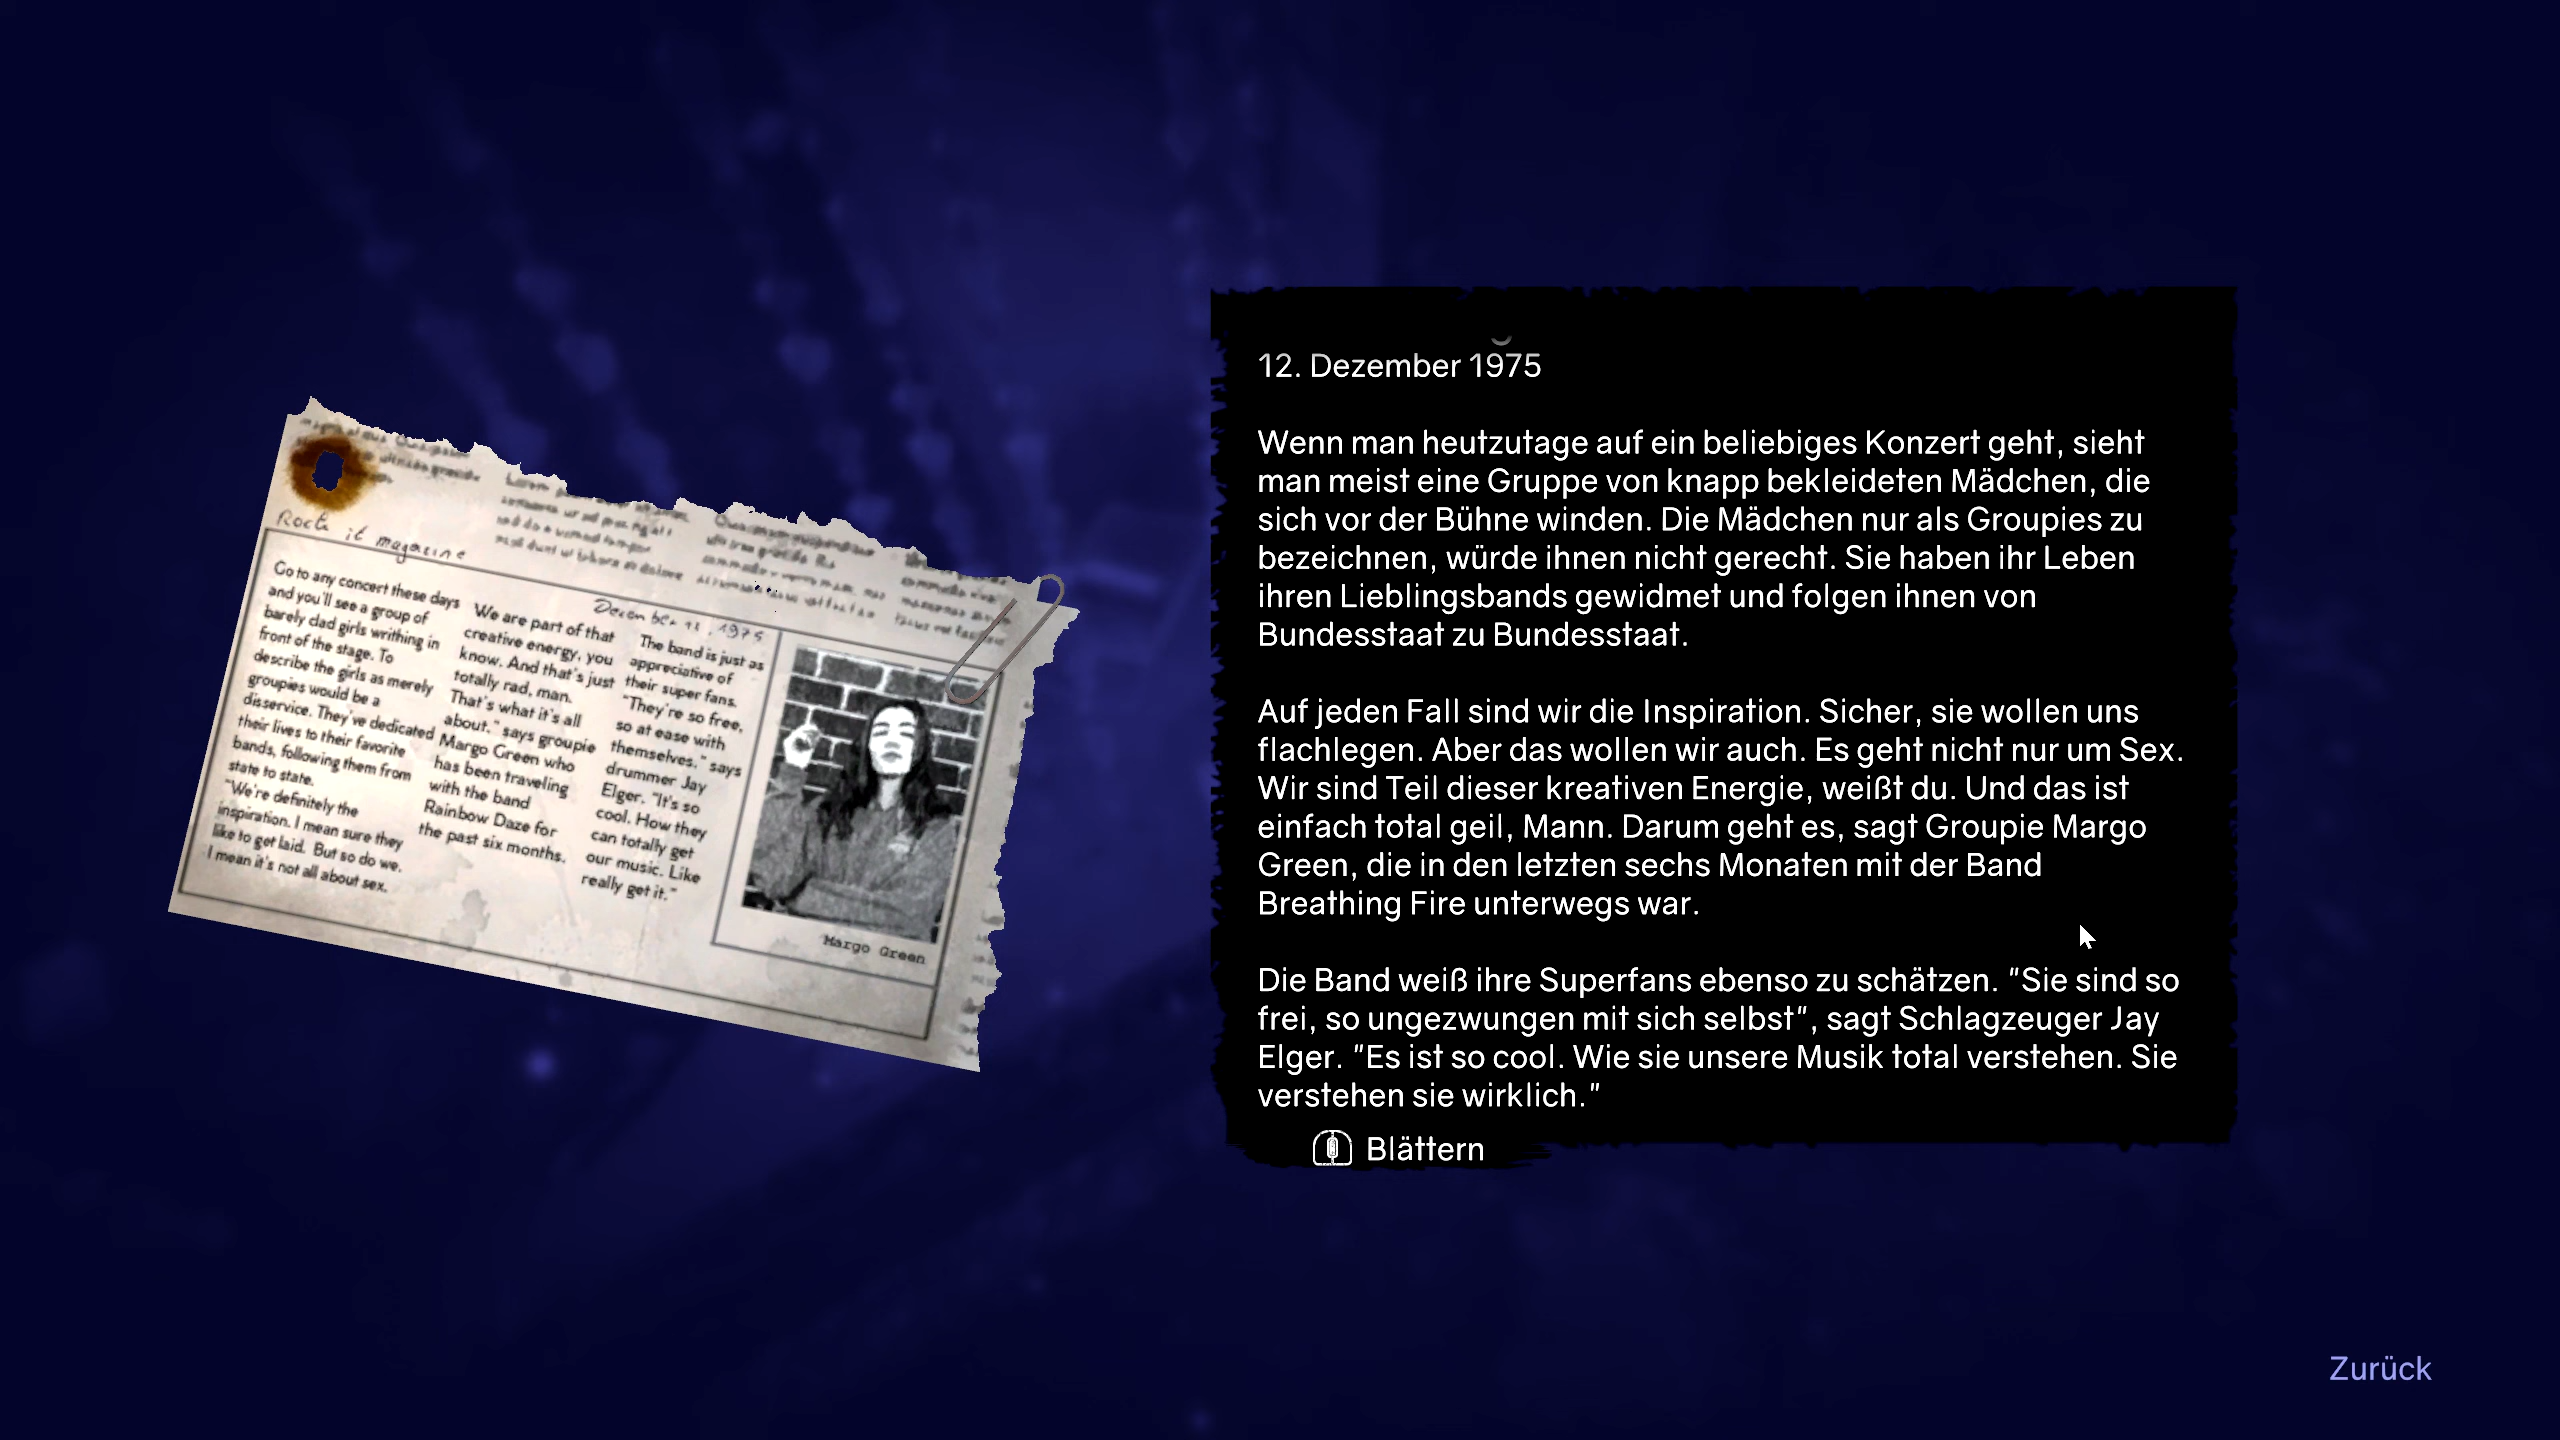 Rock it magazine
December 12, 1975
Go to any concert these days
and you'll see a group of
barely clad girls writhing in
front of the stage. To
describe the girls as merely
groupies would be a
disservice. They've dedicated
their lives to their favorite
bands, following them from
state to state.
"We're definitely the
inspiration. I mean sure they
like to get laid. But so do we.
I mean it's not all about sex.
We are part of that
creative energy, you
know. And that's just
totally rad, man.
That's what it's all
about." says groupie
Margo Green who
has been traveling
with the band
Rainbow Daze for
the past six months.
The band is just as
appreciative of
their super fans.
"They're so free,
so at ease with
themselves," says
drummer Jay
Elger. "It's so
cool. How they
can totally get
our music. Like
really get it."
Margo Green
12. Dezember 1975
Wenn man heutzutage auf ein beliebiges Konzert geht, sieht
man meist eine Gruppe von knapp bekleideten Mädchen, die
sich vor der Bühne winden. Die Mädchen nur als Groupies zu
bezeichnen, würde ihnen nicht gerecht. Sie haben ihr Leben
ihren Lieblingsbands gewidmet und folgen ihnen von
Bundesstaat zu Bundesstaat.
Auf jeden Fall sind wir die Inspiration. Sicher, sie wollen uns
flachlegen. Aber das wollen wir auch. Es geht nicht nur um Sex.
Wir sind Teil dieser kreativen Energie, weißt du. Und das ist
einfach total geil, Mann. Darum geht es, sagt Groupie Margo
Green, die in den letzten sechs Monaten mit der Band
Breathing Fire unterwegs war.
Die Band weiß ihre Superfans ebenso zu schätzen. "Sie sind so
frei, so ungezwungen mit sich selbst", sagt Schlagzeuger Jay
Elger. "Es ist so cool. Wie sie unsere Musik total verstehen. Sie
verstehen sie wirklich."
Blättern
Zurück